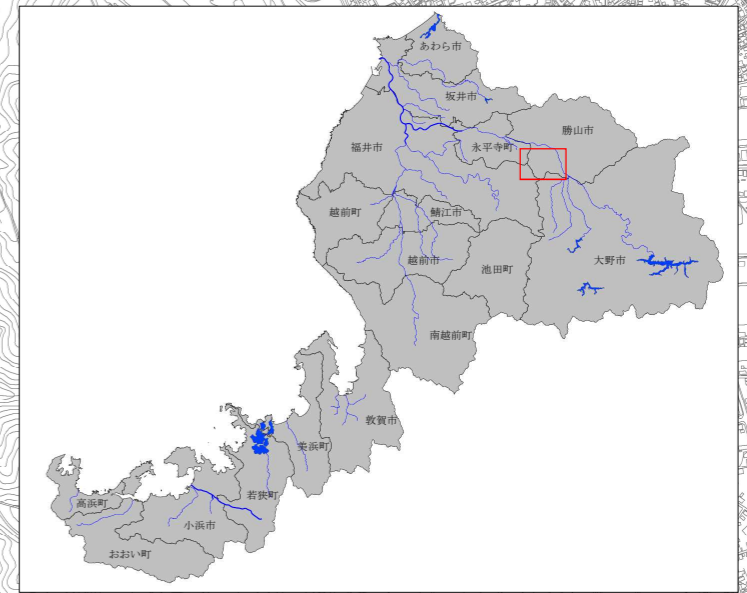 あわら市
坂井市
勝山市
永平寺町
福井市
越前町
鯖江市
越前市
池田町
大野市
南越前町
敦賀市
美浜町
若狭町
高浜町
小浜市
おおい町